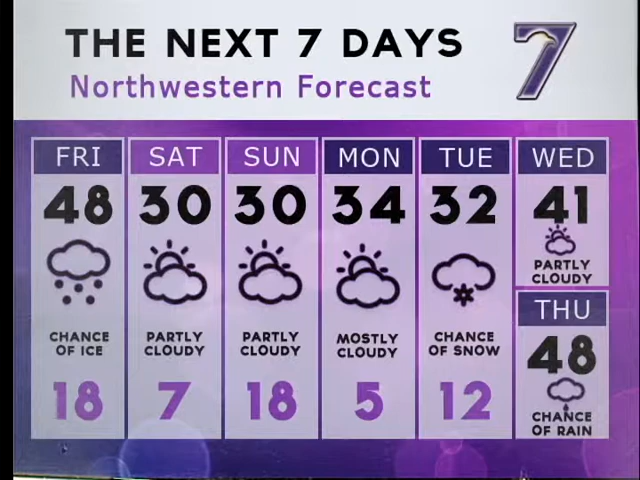 THE NEXT 7 DAYS
Northwestern Forecast
7
FRI
48
CHANCE
OF ICE
18
SAT
30
PARTLY
CLOUDY
7
SUN
30
PARTLY
CLOUDY
18
MON
34
MOSTLY
CLOUDY
5
TUE
32
CHANCE
OF SNOW
12
WED
41
PARTLY
CLOUDY
THU
48
CHANCE
OF RAIN